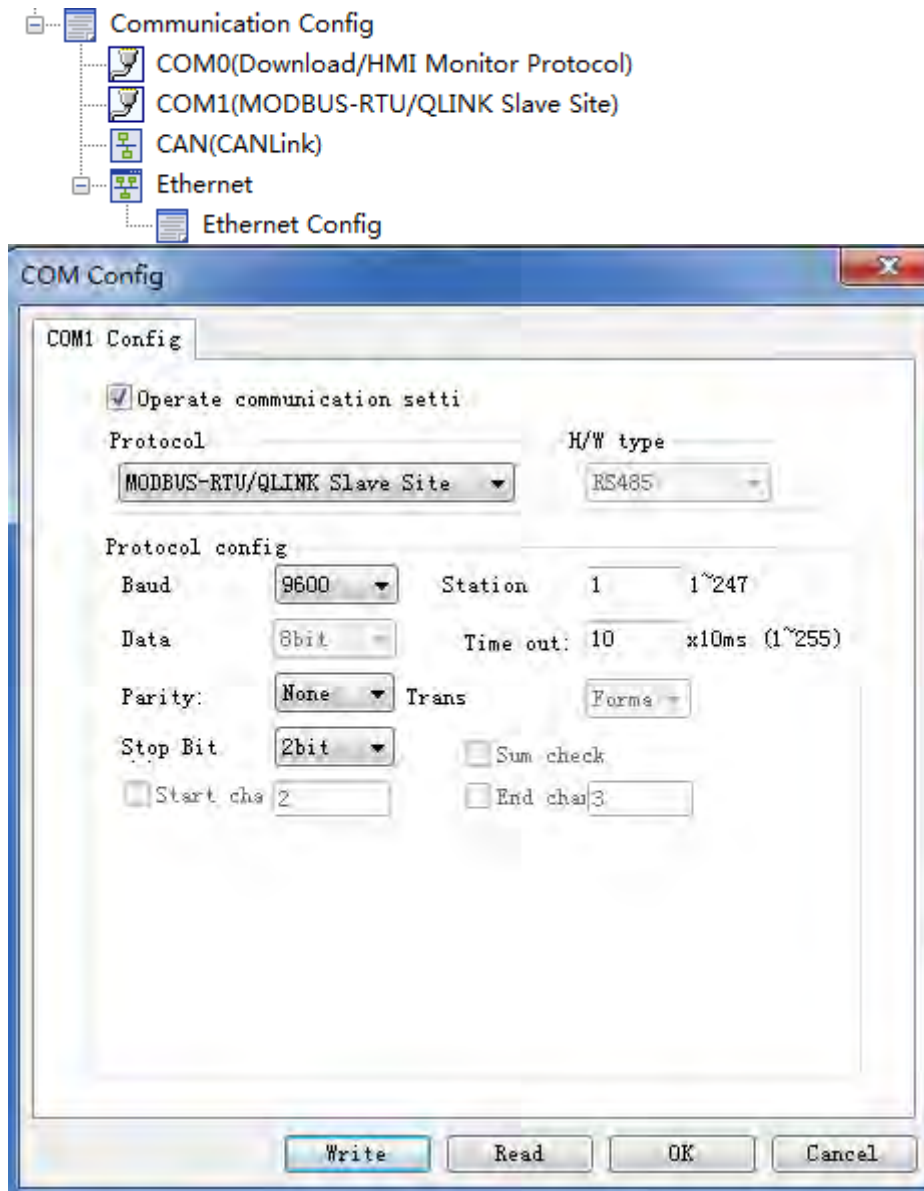 Communication Config
COM0(Download/HMI Monitor Protocol)
COM1(MODBUS-RTU/QLINK Slave Site)
CAN(CANLink)
Ethernet
Ethernet Config
COM Config
COM1 Config
Operate communication setti
Protocol H/W type
MODBUS-RTU/QLINK Slave Site RS485
Protocol config
Baud 9600 Station 1 1~247
Data 8bit Time out: 10 x10ms (1~255)
Parity: None Trans Forma
Stop Bit 2bit Sum check
Start cha 2 End chai 3
Write Read OK Cancel